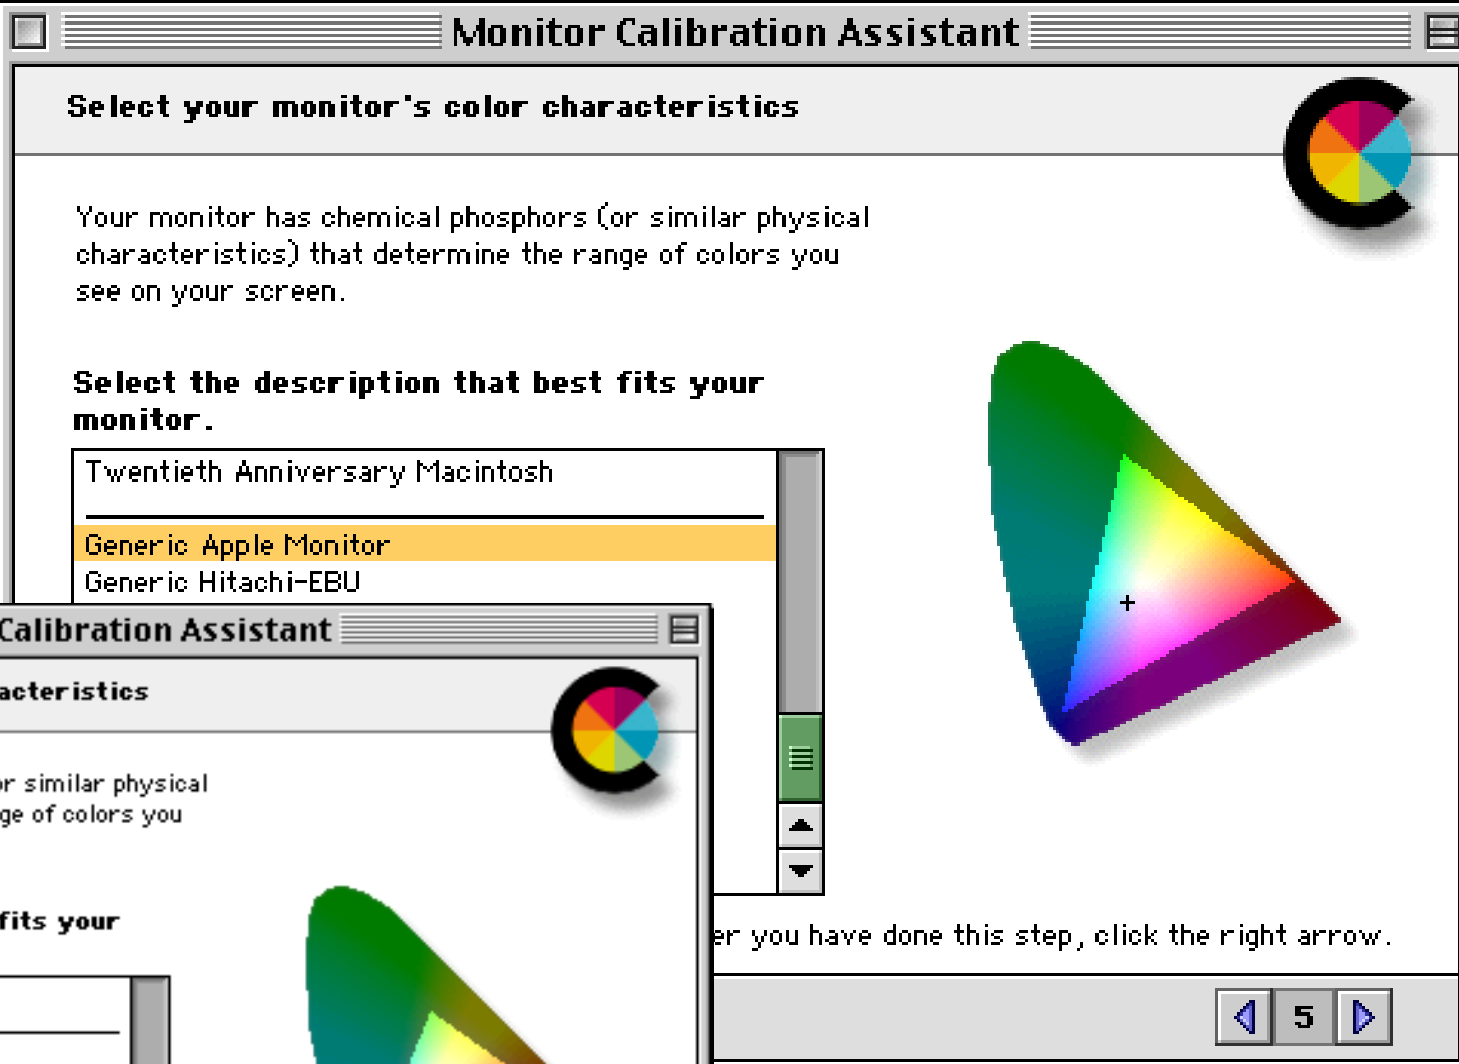 Monitor Calibration Assistant
Select your monitor's color characteristics
Your monitor has chemical phosphors (or similar physical
characteristics) that determine the range of colors you
see on your screen.
Select the description that best fits your
monitor.
Twentieth Anniversary Macintosh
Generic Apple Monitor
Generic Hitachi-EBU
er you have done this step, click the right arrow.
5
Calibration Assistant
acteristics
or similar physical
ge of colors you
fits your